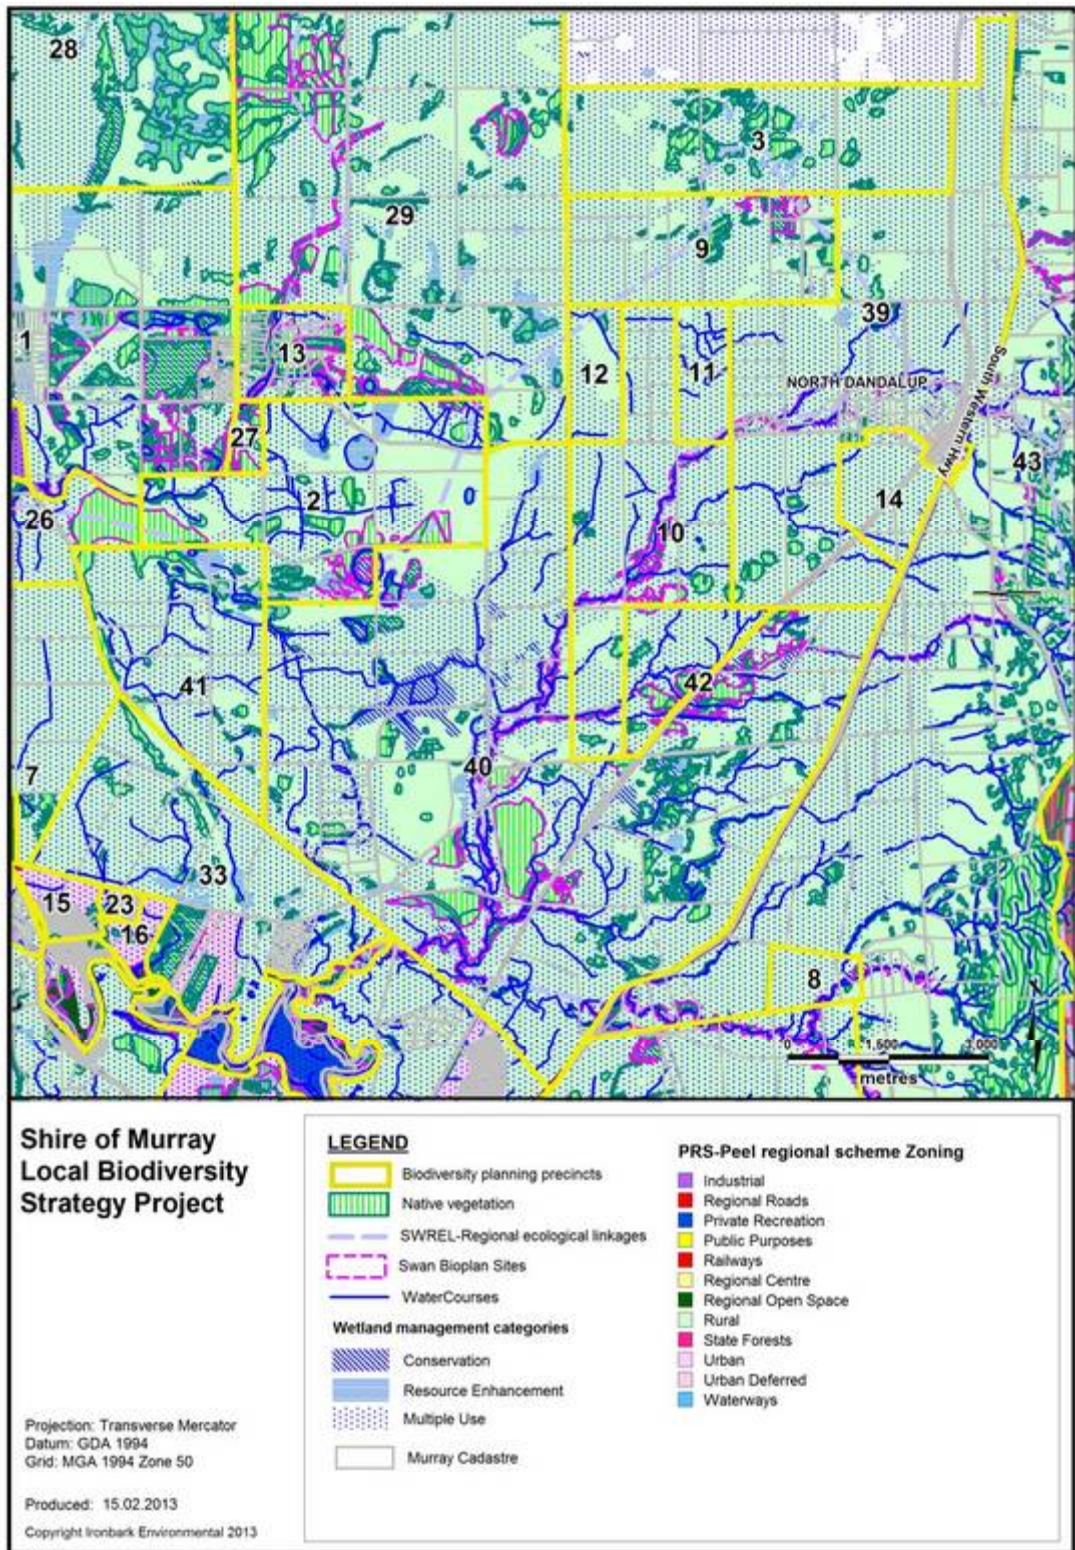 28
3
29
9
39
1
13
12
11
South Western Hwy
NORTH DANDALUP
27
43
2
14
26
10
41
42
7
40
33
15
23
16
8
0 1,500 3,000
metres
Shire of Murray
Local Biodiversity
Strategy Project
Projection: Transverse Mercator
Datum: GDA 1994
Grid: MGA 1994 Zone 50
Produced: 15.02.2013
Copyright Ironbark Environmental 2013
LEGEND
Biodiversity planning precincts
Native vegetation
SWREL-Regional ecological linkages
Swan Bioplan Sites
WaterCourses
Wetland management categories
Conservation
Resource Enhancement
Multiple Use
Murray Cadastre
PRS-Peel regional scheme Zoning
Industrial
Regional Roads
Private Recreation
Public Purposes
Railways
Regional Centre
Regional Open Space
Rural
State Forests
Urban
Urban Deferred
Waterways